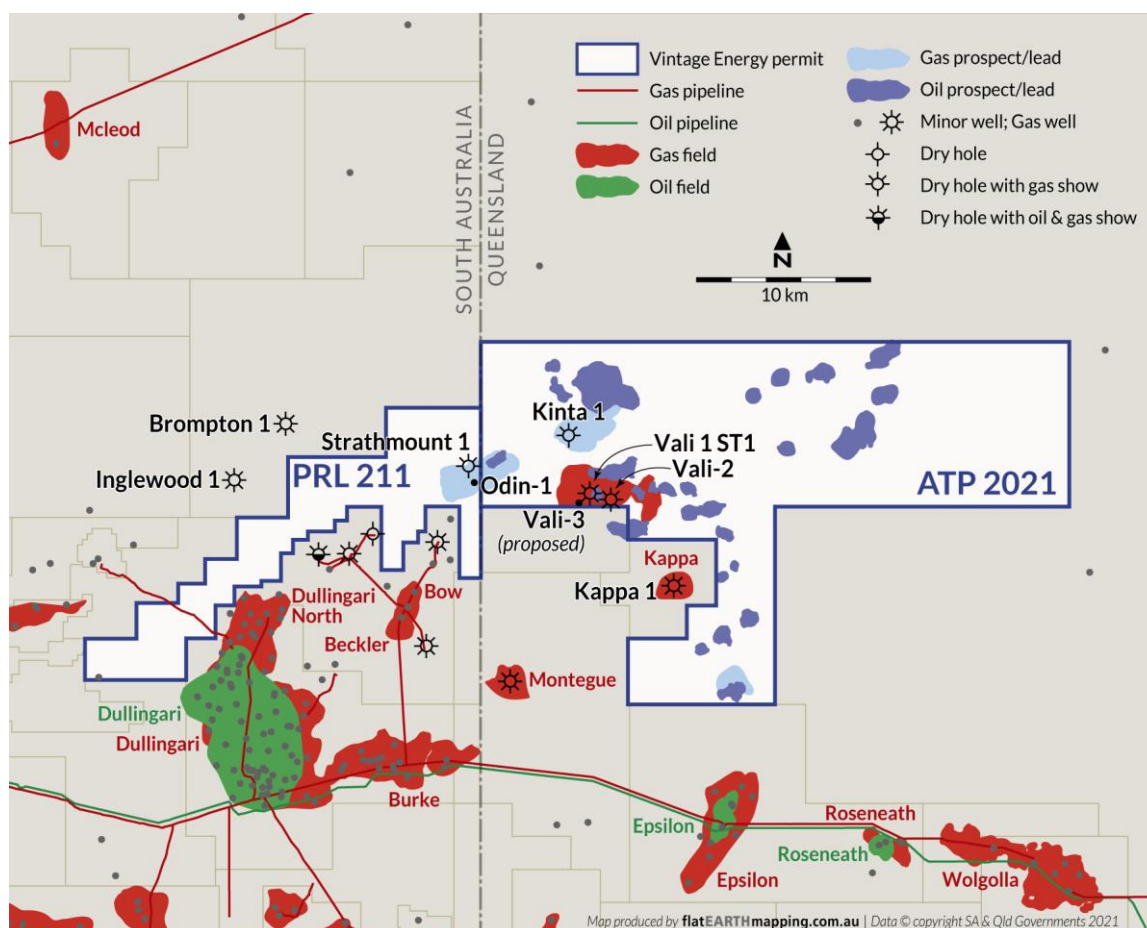 Mcleod
SOUTH AUSTRALIA
QUEENSLAND
Vintage Energy permit
Gas pipeline
Oil pipeline
Gas field
Oil field
Gas prospect/lead
Oil prospect/lead
Minor well; Gas well
Dry hole
Dry hole with gas show
Dry hole with oil & gas show
N
10 km
Brompton 1
Inglewood 1
Strathmount 1
PRL 211
Odin-1
Kinta 1
Vali 1 ST1
Vali-2
Vali-3
(proposed)
ATP 2021
Kappa
Kappa 1
Dullingari
North
Bow
Beckler
Montegue
Dullingari
Dullingari
Burke
Epsilon
Epsilon
Roseneath
Roseneath
Wolgolla
Map produced by flatEARTHmapping.com.au | Data © copyright SA & Qld Governments 2021